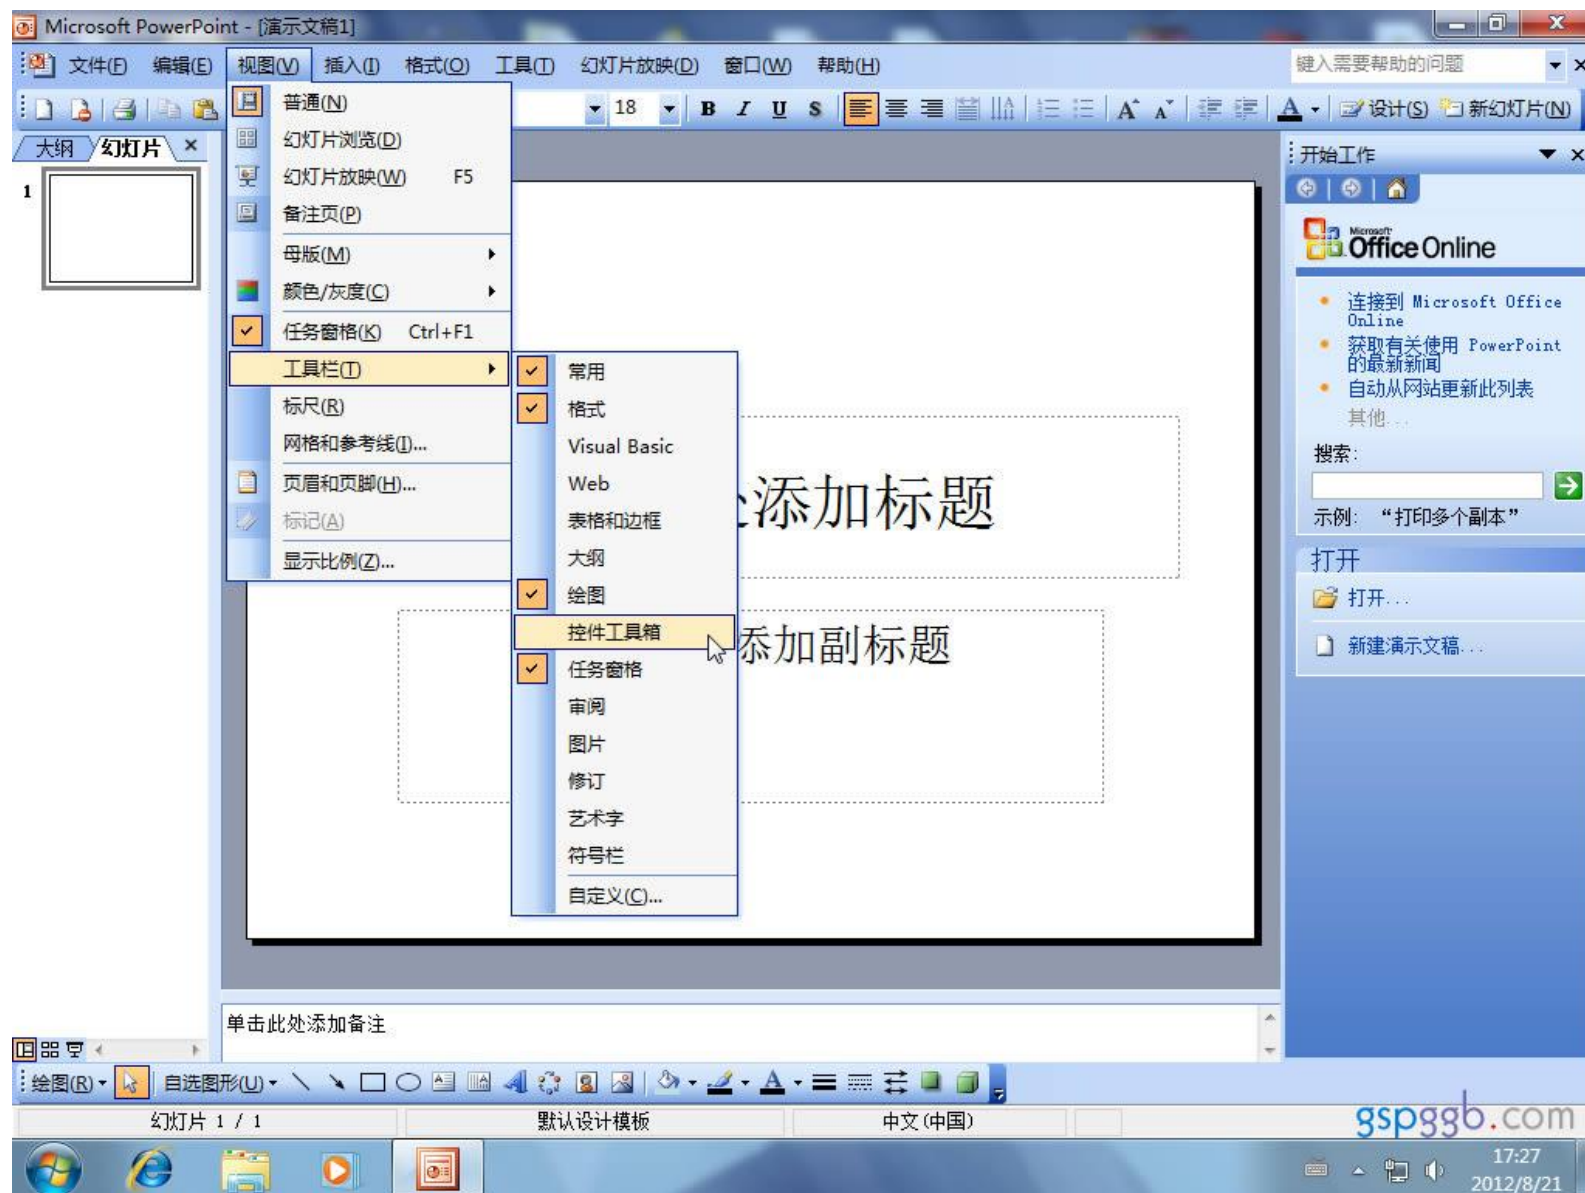 Microsoft PowerPoint - [演示文稿1]
文件(F) 编辑(E) 视图(V) 插入(I) 格式(O) 工具(T) 幻灯片放映(D) 窗口(W) 帮助(H) 键入需要帮助的问题
18 B I U S A A A 设计(S) 新幻灯片(N)
大纲 幻灯片
1
普通(N)
幻灯片浏览(D)
幻灯片放映(W) F5
备注页(P)
母版(M)
颜色/灰度(C)
任务窗格(K) Ctrl+F1
工具栏(T)
标尺(R)
网格和参考线(I)...
页眉和页脚(H)...
标记(A)
显示比例(Z)...
常用
格式
Visual Basic
Web
表格和边框
大纲
绘图
控件工具箱
任务窗格
审阅
图片
修订
艺术字
符号栏
自定义(C)...
添加标题
添加副标题
单击此处添加备注
开始工作
Microsoft
Office Online
连接到 Microsoft Office
Online
获取有关使用 PowerPoint
的最新新闻
自动从网站更新此列表
其他...
搜索:
示例: “打印多个副本”
打开
打开...
新建演示文稿...
绘图(R) 自选图形(U) A
幻灯片 1 / 1 默认设计模板 中文(中国)
gspggb.com
17:27
2012/8/21